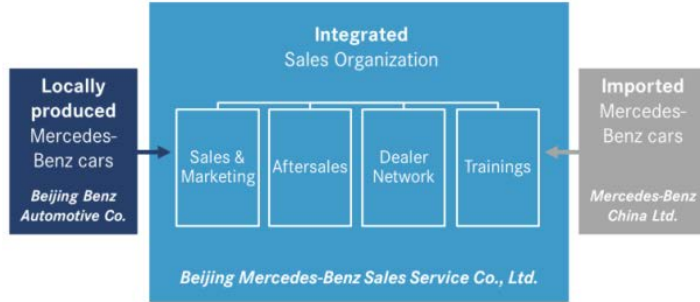 Locally
produced
Mercedes-
Benz cars
Beijing Benz
Automotive Co.
Integrated
Sales Organization
Sales &
Marketing
Aftersales
Dealer
Network
Trainings
Beijing Mercedes-Benz Sales Service Co., Ltd.
Imported
Mercedes-
Benz cars
Mercedes-Benz
China Ltd.